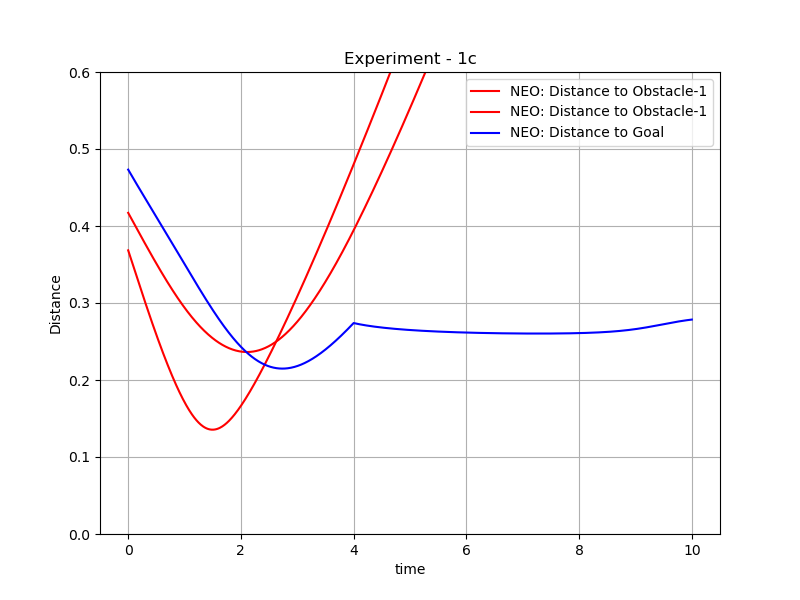 Experiment - 1c
NEO: Distance to Obstacle-1
NEO: Distance to Obstacle-1
NEO: Distance to Goal
Distance
0.6
0.5
0.4
0.3
0.2
0.1
0.0
0 2 4 6 8 10
time